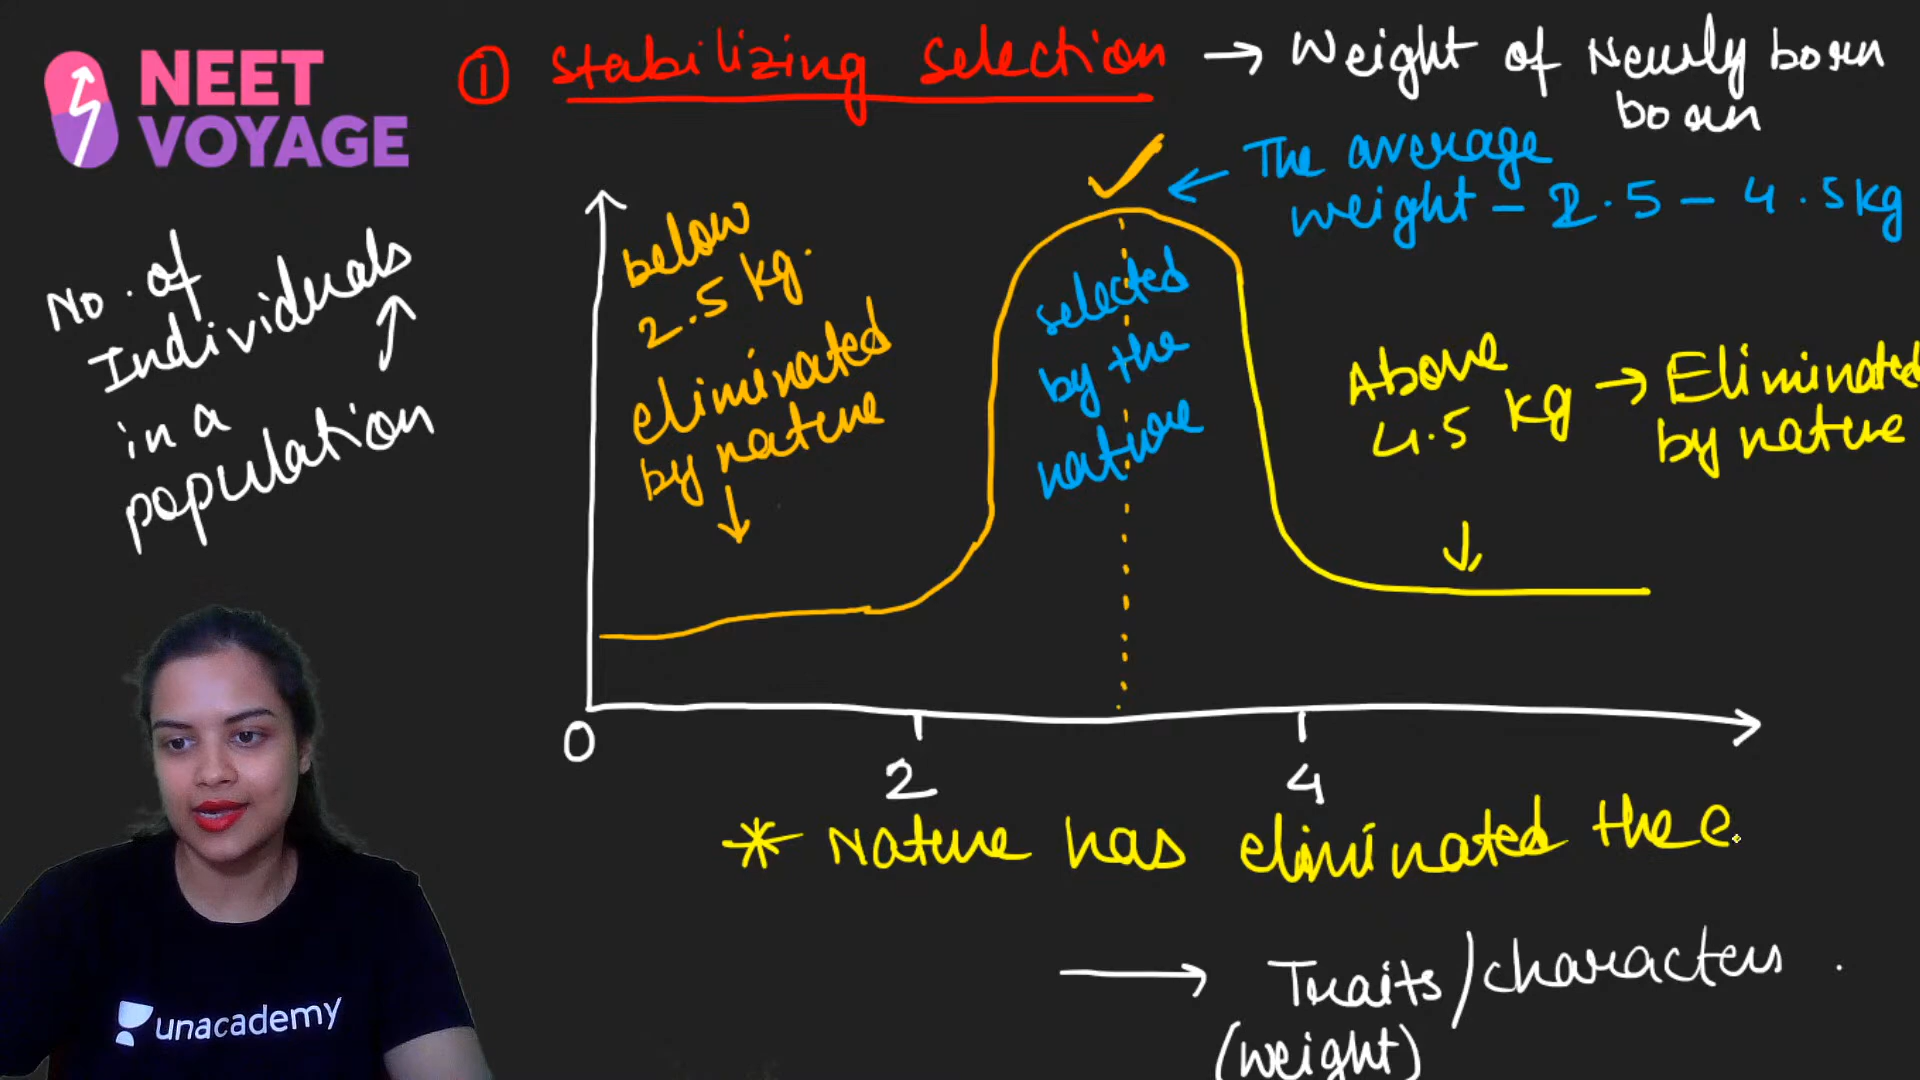 NEET
VOYAGE
① Stabilizing Selection → Weight of Newly born
born
The average
weight - 2.5 - 4.5 kg
No. of
Individuals
in a
population
below
2.5 kg.
eliminated
by nature
selected
by the
nature
Above
4.5 kg → Eliminated
by nature
0
2
4
* Nature has eliminated the e
→ Traits/characters
(weight)
unacademy